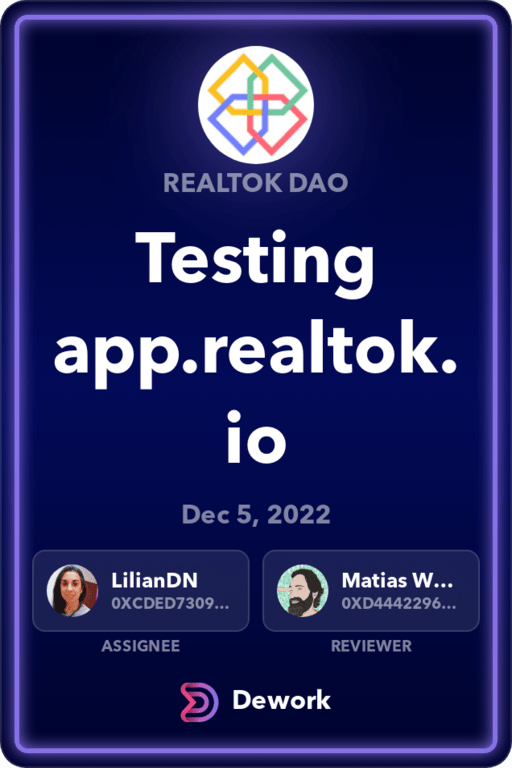 REALTOK DAO
Testing
app.realtok.
io
Dec 5, 2022
LilianDN
0XCDED7309...
ASSIGNEE
Matias W...
0XD4442296...
REVIEWER
Dework